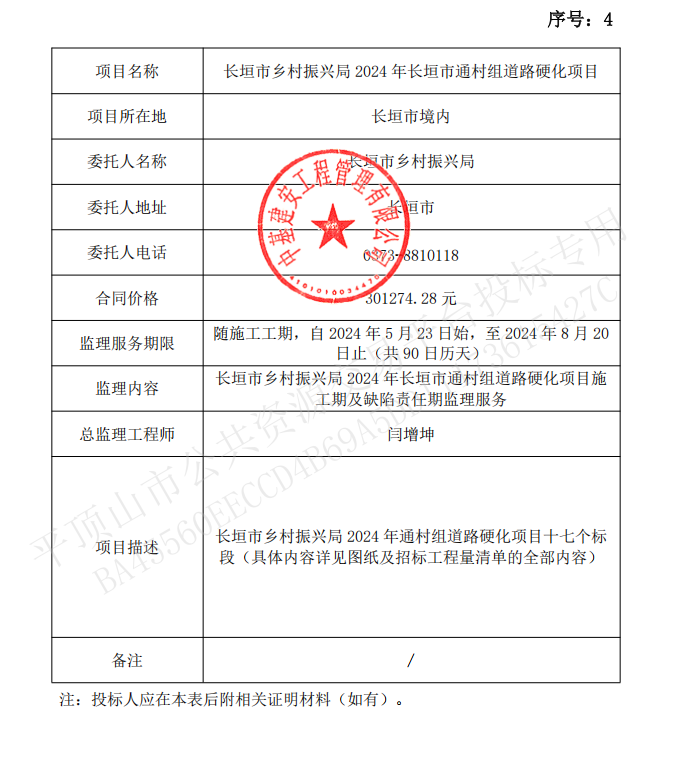 序号：4
项目名称 长垣市乡村振兴局 2024 年长垣市通村组道路硬化项目
项目所在地 长垣市境内
委托人名称 长垣市乡村振兴局
委托人地址 长垣市
委托人电话 0373-8810118
合同价格 301274.28 元
监理服务期限 随施工工期，自 2024 年 5 月 23 日始，至 2024 年 8 月 20
日止（共 90 日历天）
监理内容 长垣市乡村振兴局 2024 年长垣市通村组道路硬化项目施
工期及缺陷责任期监理服务
总监理工程师 闫增坤
项目描述 长垣市乡村振兴局 2024 年通村组道路硬化项目十七个标
段（具体内容详见图纸及招标工程量清单的全部内容）
备注 /
注：投标人应在本表后附相关证明材料（如有）。
中基建安工程管理有限公司
平顶山市公共资源交易平台投标专用